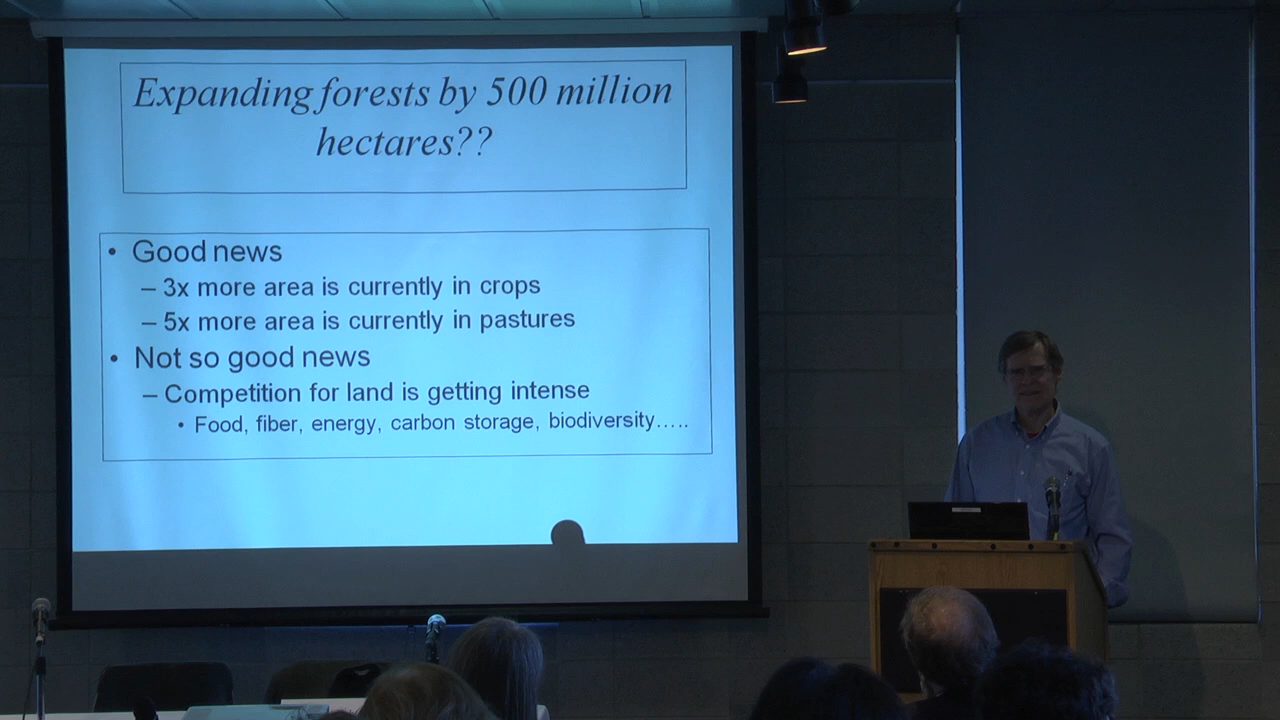 Expanding forests by 500 million
hectares??
• Good news
– 3x more area is currently in crops
– 5x more area is currently in pastures
• Not so good news
– Competition for land is getting intense
• Food, fiber, energy, carbon storage, biodiversity…..